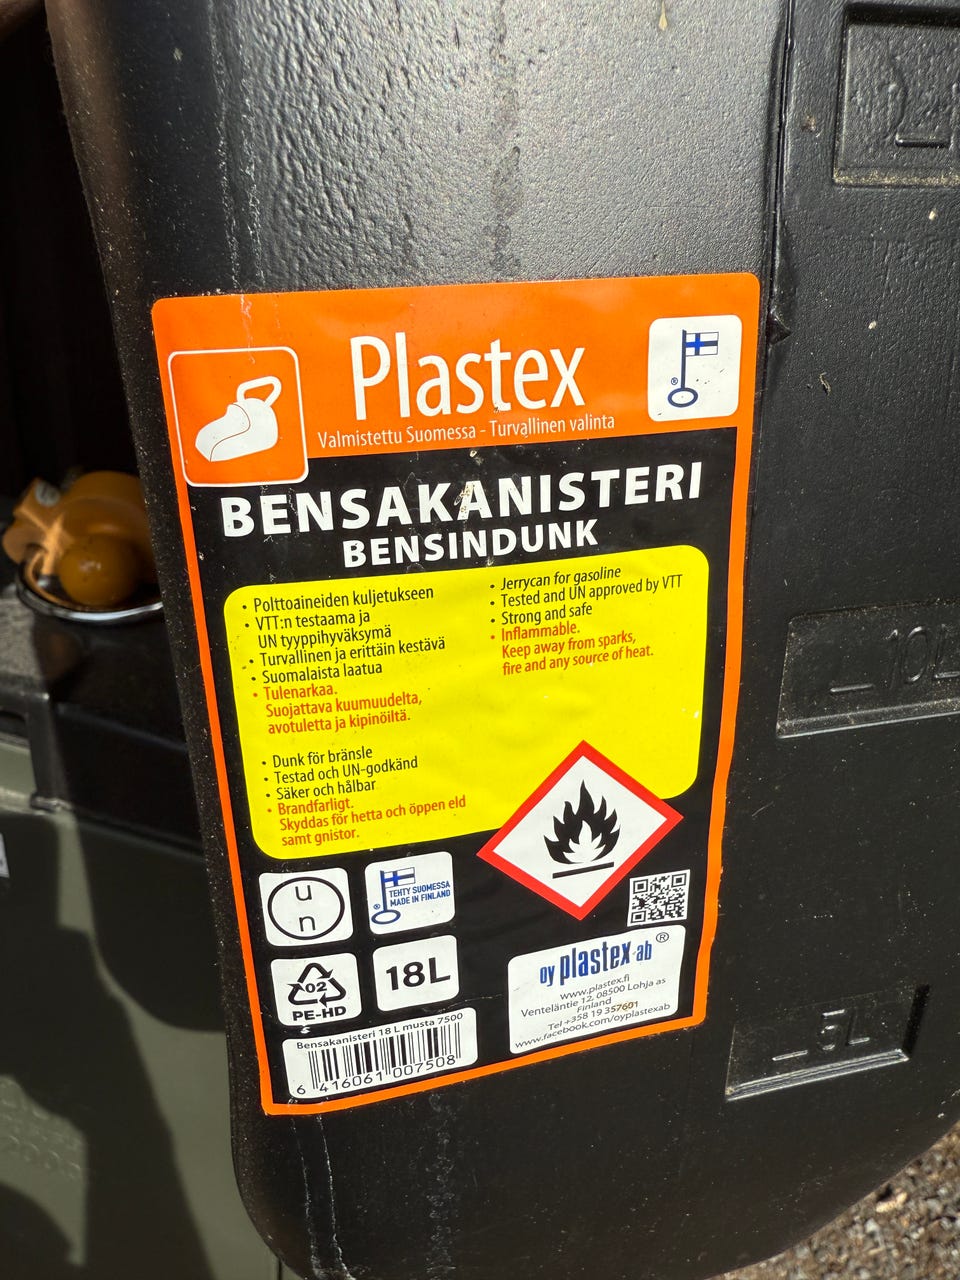 Plastex
Valmistettu Suomessa - Turvallinen valinta
BENSAKANISTERI
BENSINDUNK
• Polttoaineiden kuljetukseen
• VTT:n testaama ja
UN tyyppihyväksymä
• Turvallinen ja erittäin kestävä
• Suomalaista laatua
• Tulenarkaa.
Suojattava kuumuudelta,
avotuletta ja kipinöiltä.
• Dunk för bränsle
• Testad och UN-godkänd
• Säker och hålbar
• Brandfarligt.
Skyddas för hetta och öppen eld
samt gnistor.
• Jerrycan for gasoline
• Tested and UN approved by VTT
• Strong and safe
• Inflammable.
Keep away from sparks,
fire and any source of heat.
u
n
TEHTY SUOMESSA
MADE IN FINLAND
®
02
PE-HD
18L
Bensakanisteri 18 L musta 7500
6 416061 007508
oy plastex ab ®
www.plastex.fi
Venteläntie 12, 08500 Lohja as
Finland
Tel +358 19 357601
www.facebook.com/oyplastexab
10L
5L